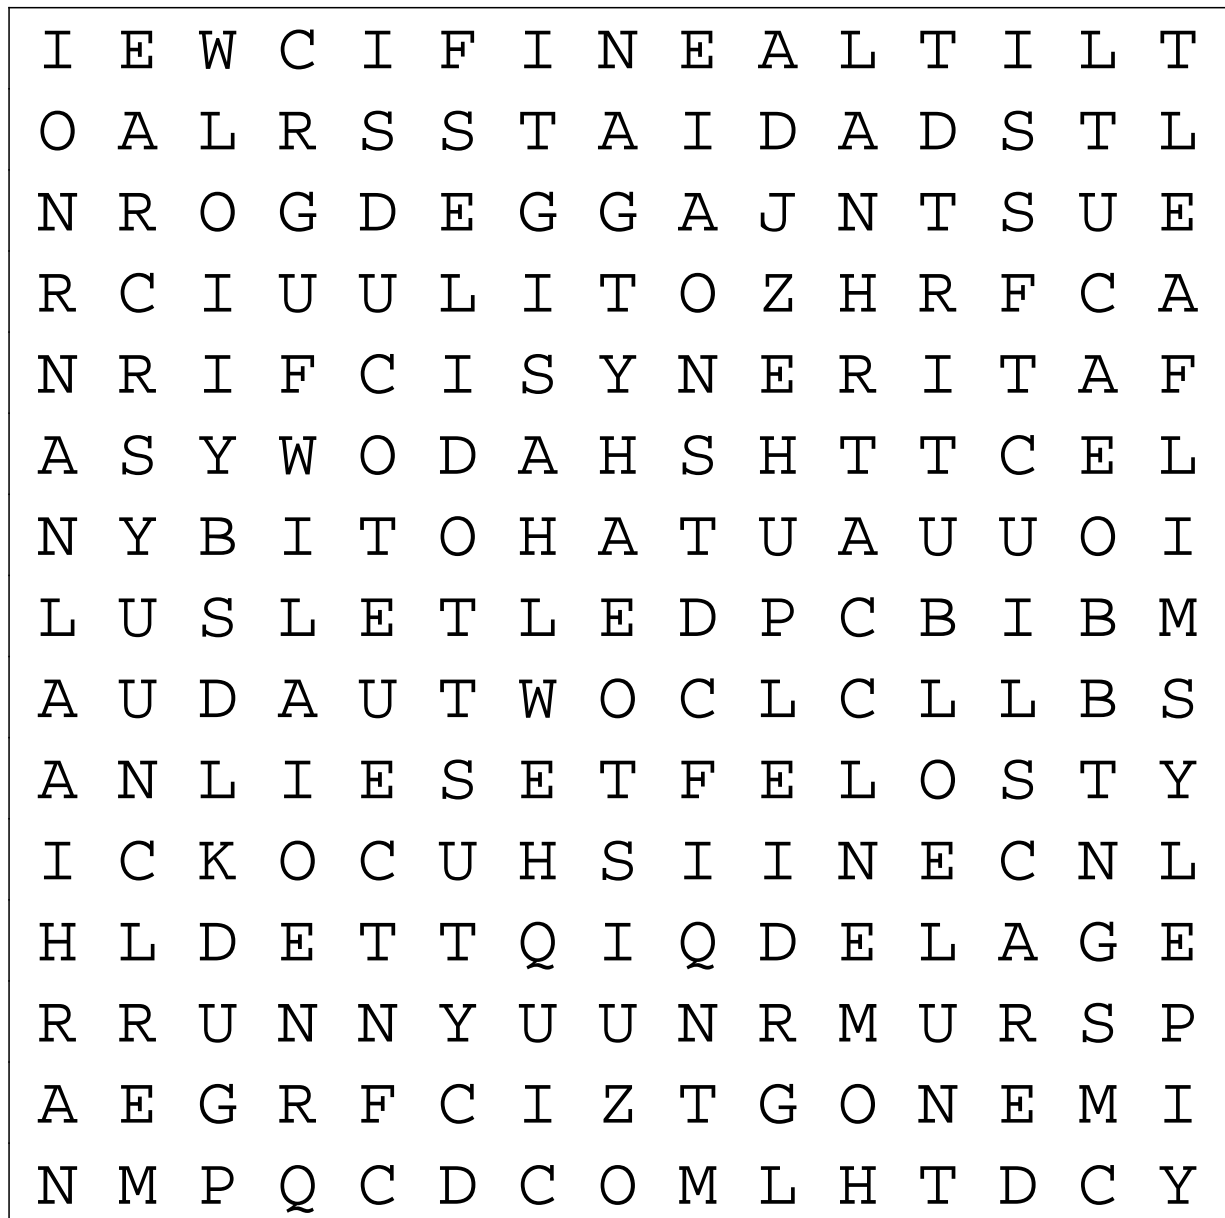 I E W C I F I N E A L T I L T
O A L R S S T A I D A D S T L
N R O G D E G G A J N T S U E
R C I U U L I T O Z H R F C A
N R I F C I S Y N E R I T A F
A S Y W O D A H S H T T C E L
N Y B I T O H A T U A U U O I
L U S L E T L E D P C B I B M
A U D A U T W O C L C L L B S
A N L I E S E T F E L O S T Y
I C K O C U H S I I N E C N L
H L D E T T Q I Q D E L A G E
R R U N N Y U U N R M U R S P
A E G R F C I Z T G O N E M I
N M P Q C D C O M L H T D C Y